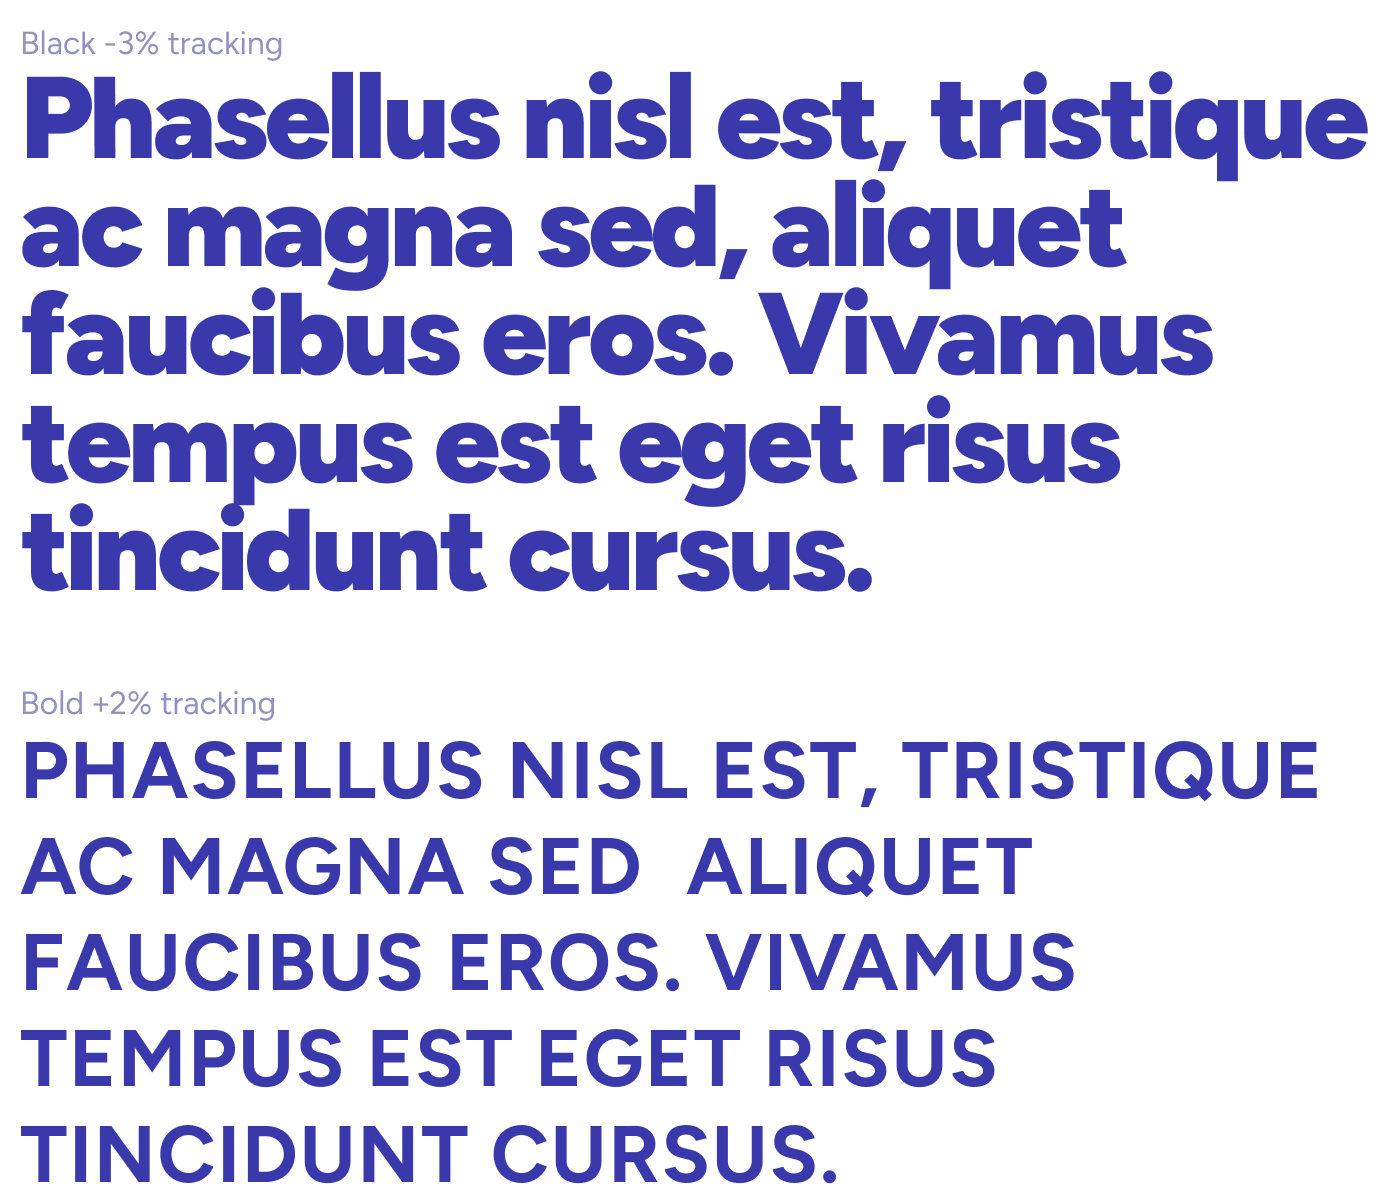 Black -3% tracking
Phasellus nisl est, tristique
ac magna sed, aliquet
faucibus eros. Vivamus
tempus est eget risus
tincidunt cursus.
Bold +2% tracking
PHASELLUS NISL EST, TRISTIQUE
AC MAGNA SED  ALIQUET
FAUCIBUS EROS. VIVAMUS
TEMPUS EST EGET RISUS
TINCIDUNT CURSUS.